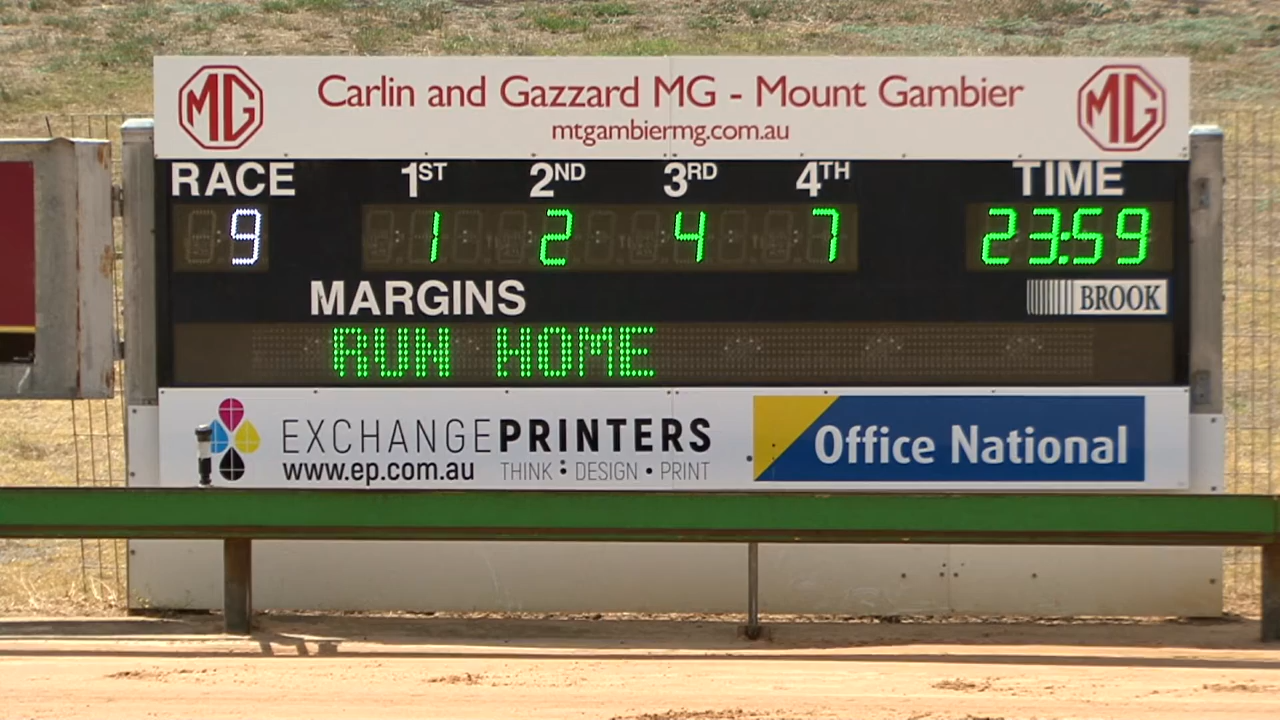 MG Carlin and Gazzard MG - Mount Gambier MG
mtgambiermg.com.au
RACE 1ST 2ND 3RD 4TH TIME
9 1 2 4 7 23:59
MARGINS BROOK
RUN HOME
EXCHANGEPRINTERS
www.ep.com.au THINK • DESIGN • PRINT
Office National